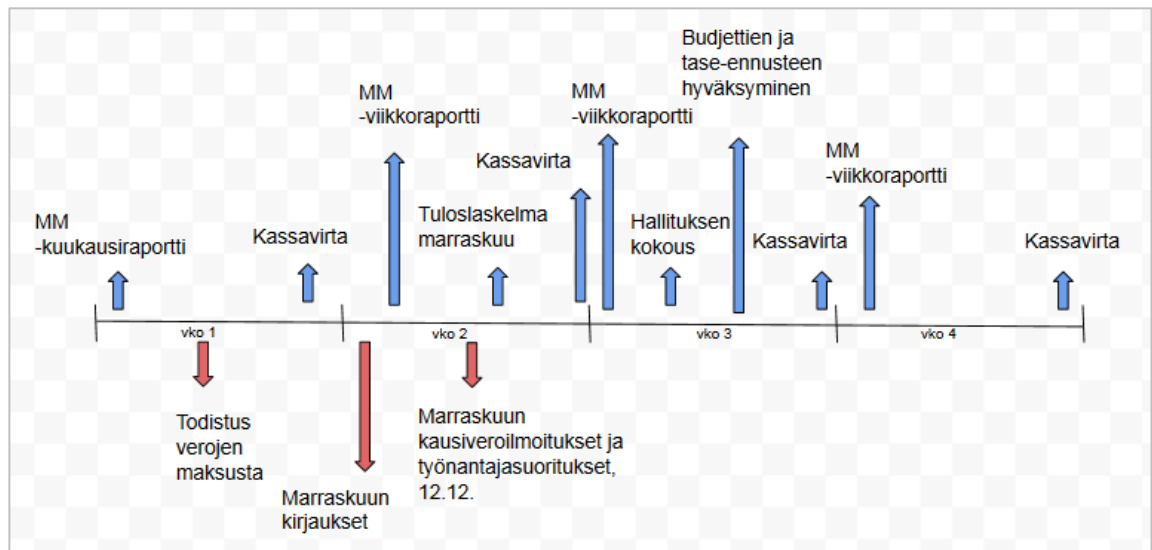 Budjettien ja
tase-ennusteen
hyväksyminen
MM
-viikkoraportti
MM
-viikkoraportti
Kassavirta
MM
-viikkoraportti
MM
-kuukausiraportti
Kassavirta
Tuloslaskelma
marraskuu
Hallituksen
kokous
Kassavirta
Kassavirta
vko 1
vko 2
vko 3
vko 4
Todistus
verojen
maksusta
Marraskuun
kirjaukset
Marraskuun
kausiveroilmoitukset ja
työnantajasuoritukset,
12.12.